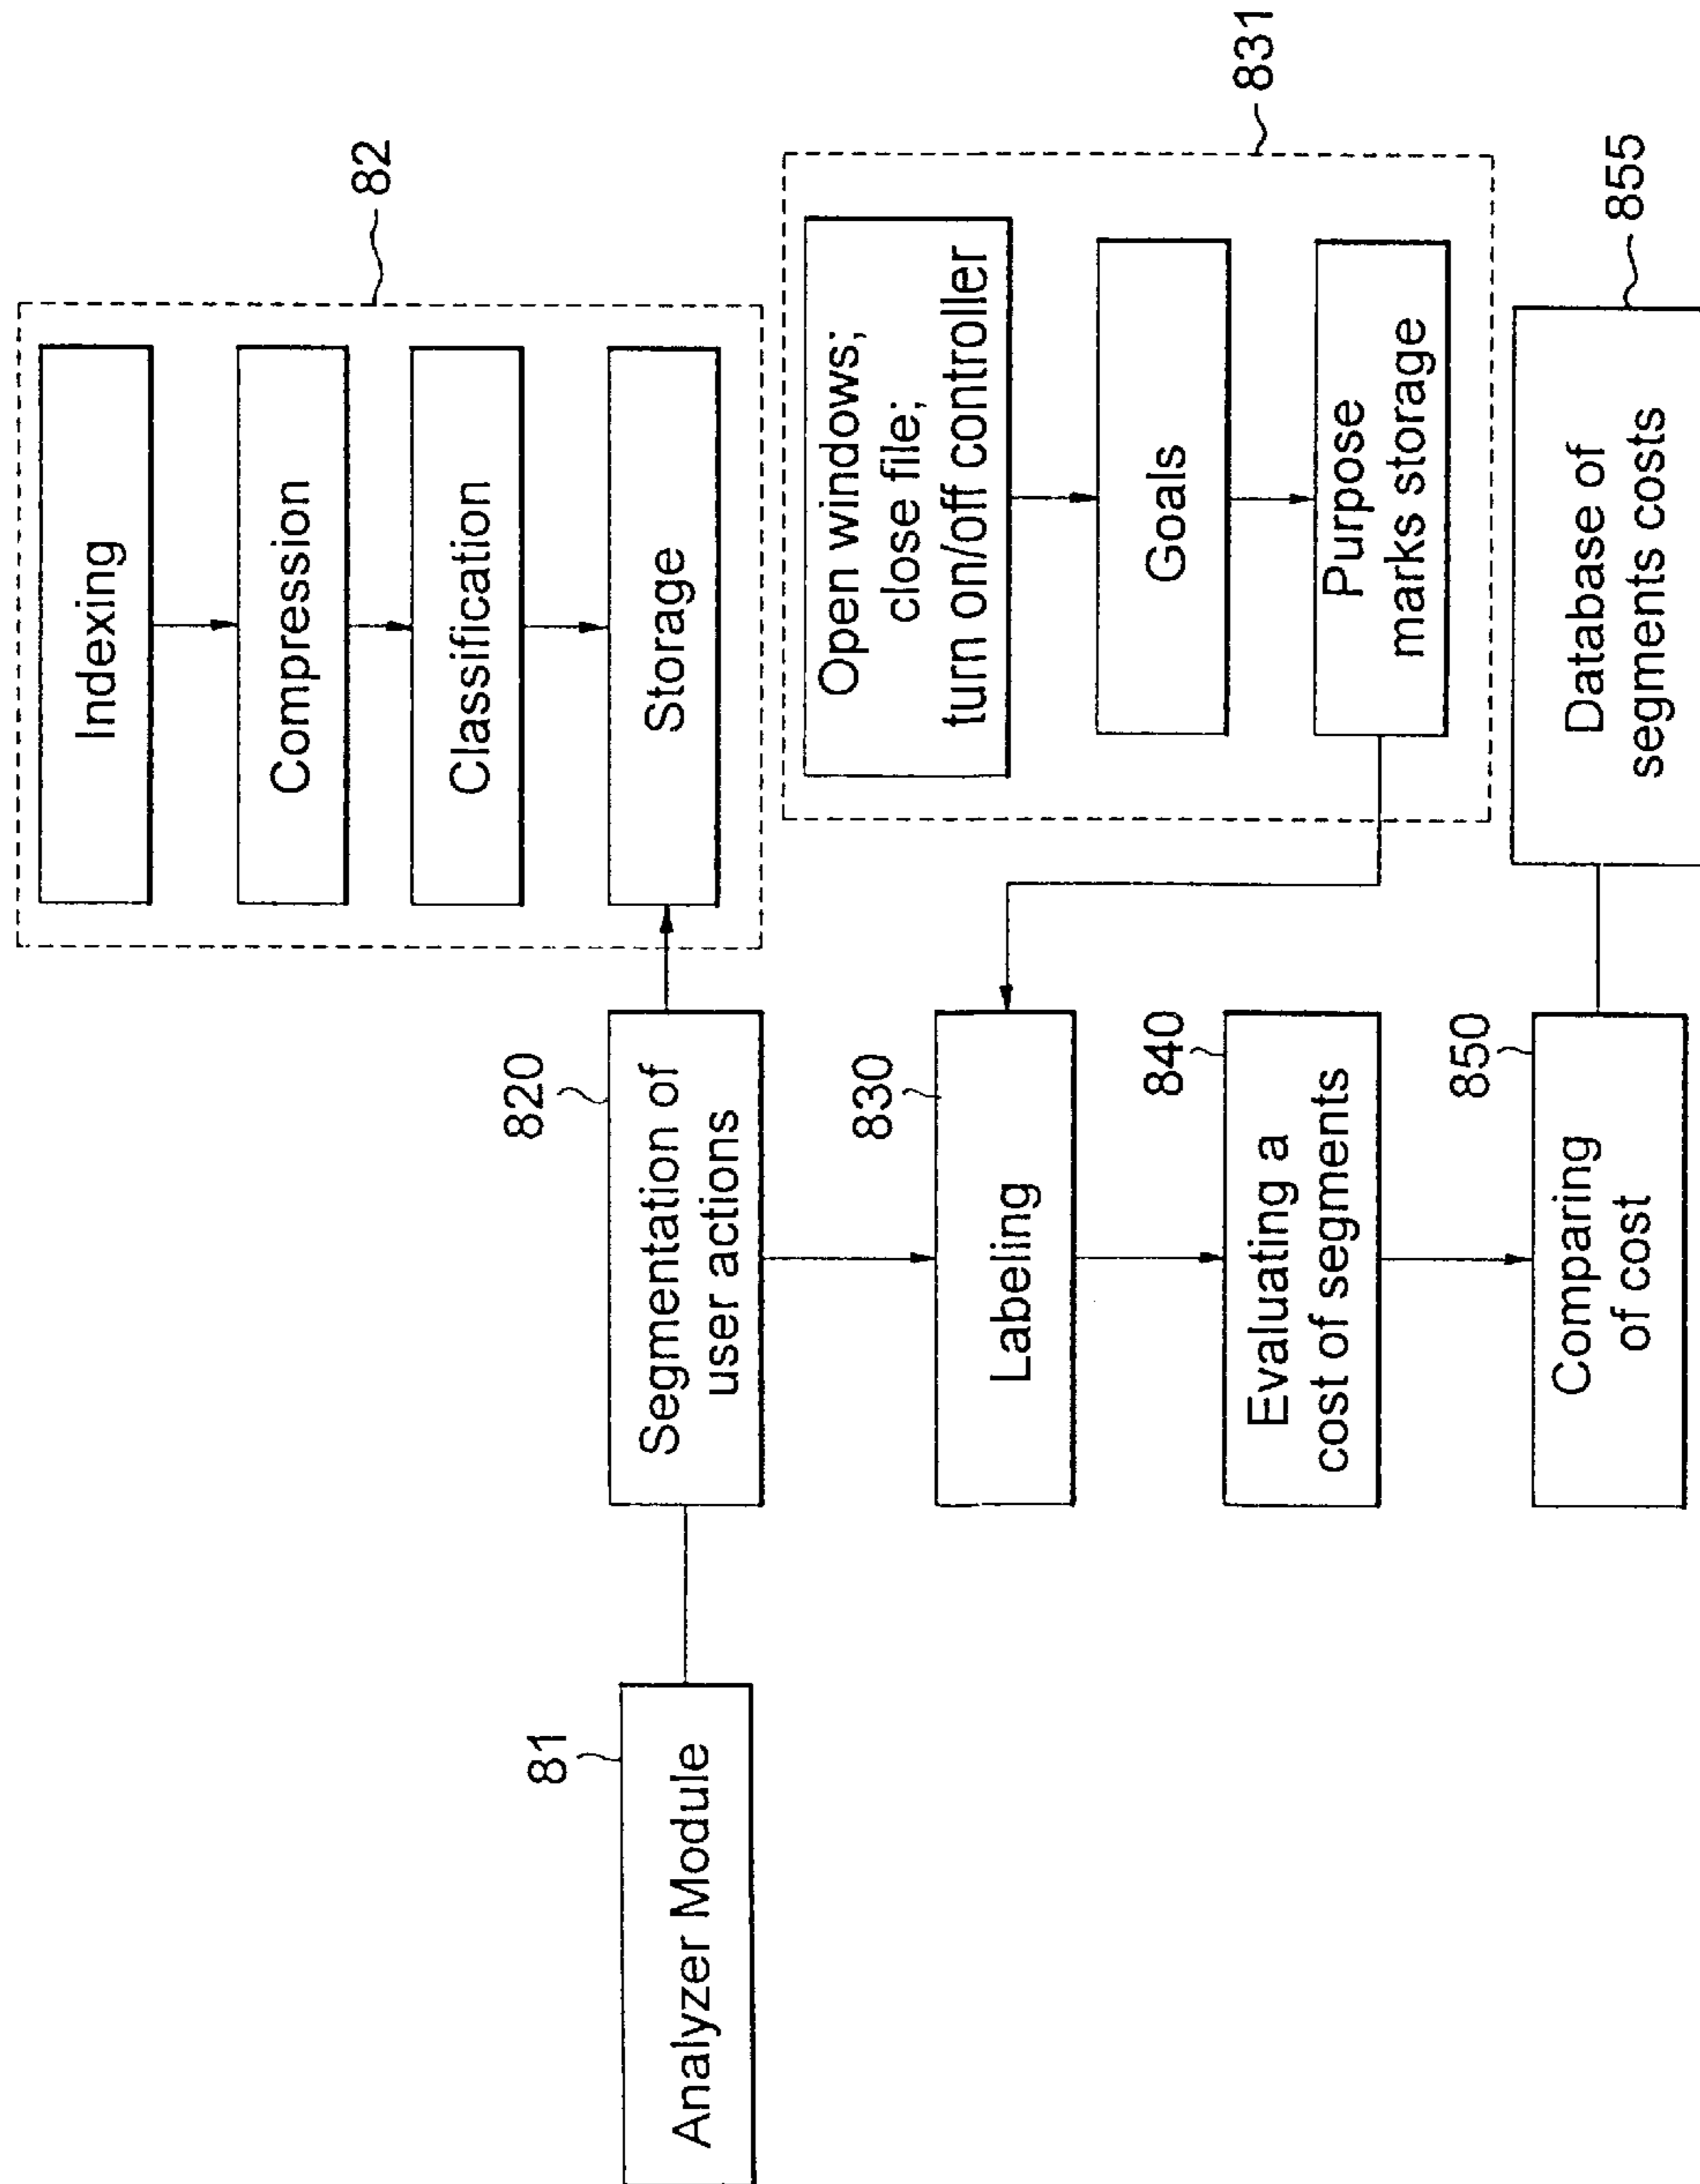 Indexing
82
Compression
Classification
Storage
81
Analyzer Module
820
Segmentation of
user actions
Open windows;
close file;
turn on/off controller
831
830
Labeling
Goals
840
Evaluating a
cost of segments
Purpose
marks storage
850
Comparing
of cost
Database of
segments costs
855